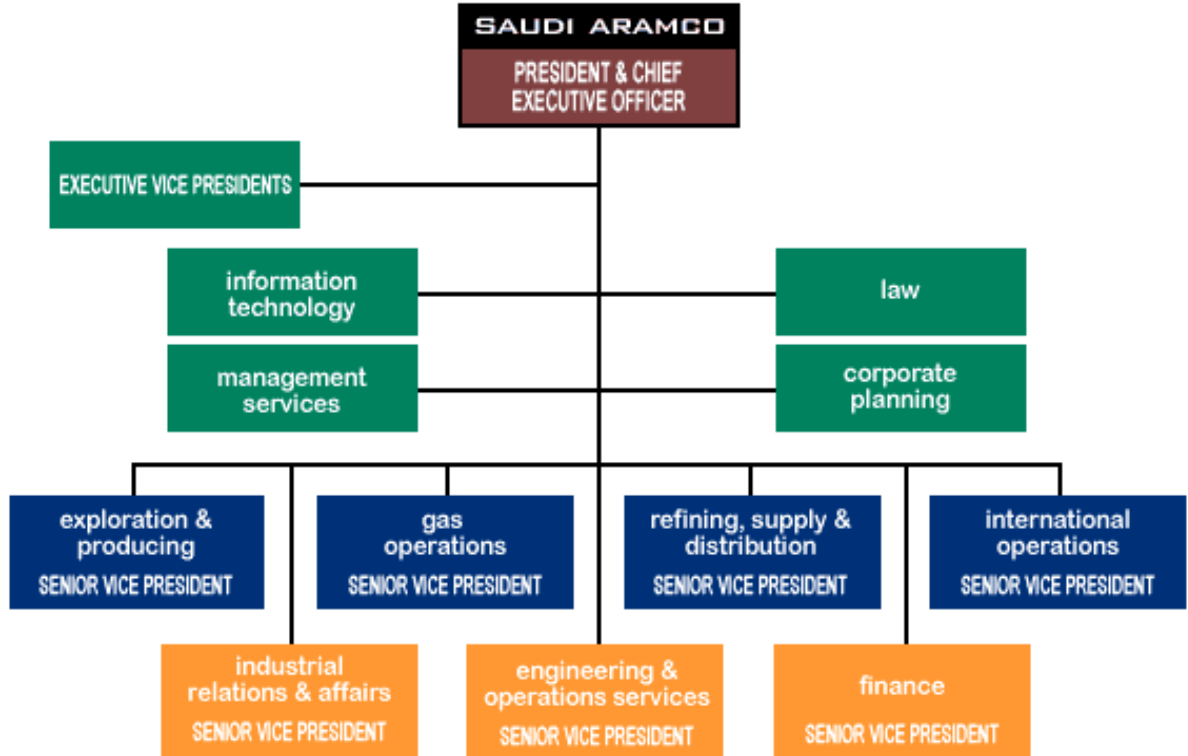 SAUDI ARAMCO
PRESIDENT & CHIEF
EXECUTIVE OFFICER
EXECUTIVE VICE PRESIDENTS
information
technology
law
management
services
corporate
planning
exploration &
producing
SENIOR VICE PRESIDENT
gas
operations
SENIOR VICE PRESIDENT
refining, supply &
distribution
SENIOR VICE PRESIDENT
international
operations
SENIOR VICE PRESIDENT
industrial
relations & affairs
SENIOR VICE PRESIDENT
engineering &
operations services
SENIOR VICE PRESIDENT
finance
SENIOR VICE PRESIDENT